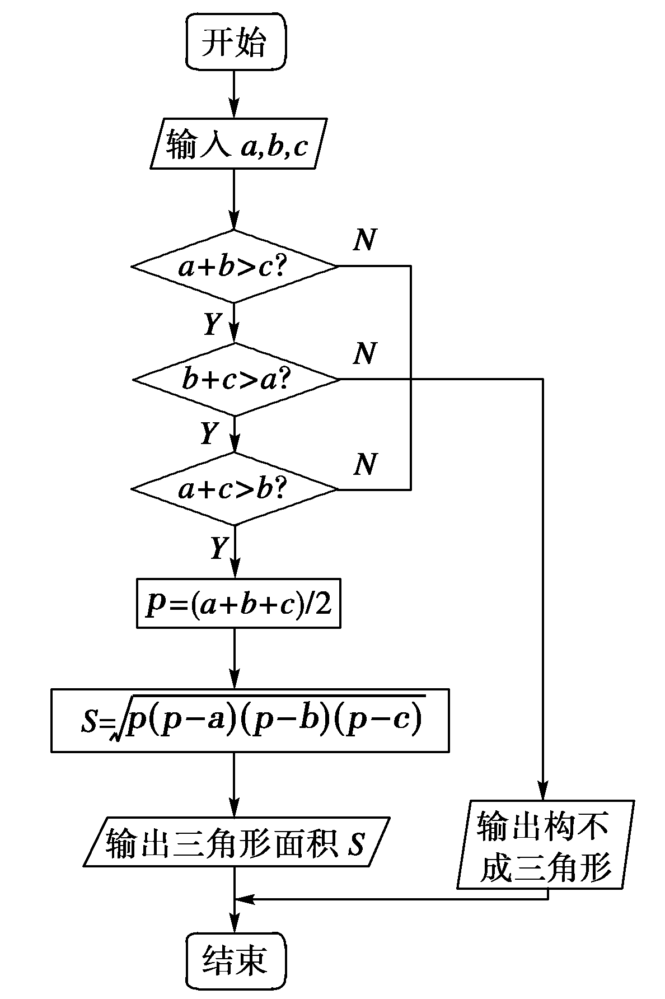 开始
输入 a,b,c
a+b>c?
N
Y
b+c>a?
N
Y
a+c>b?
N
Y
p=(a+b+c)/2
S=√p(p-a)(p-b)(p-c)
输出三角形面积 S
输出构不
成三角形
结束